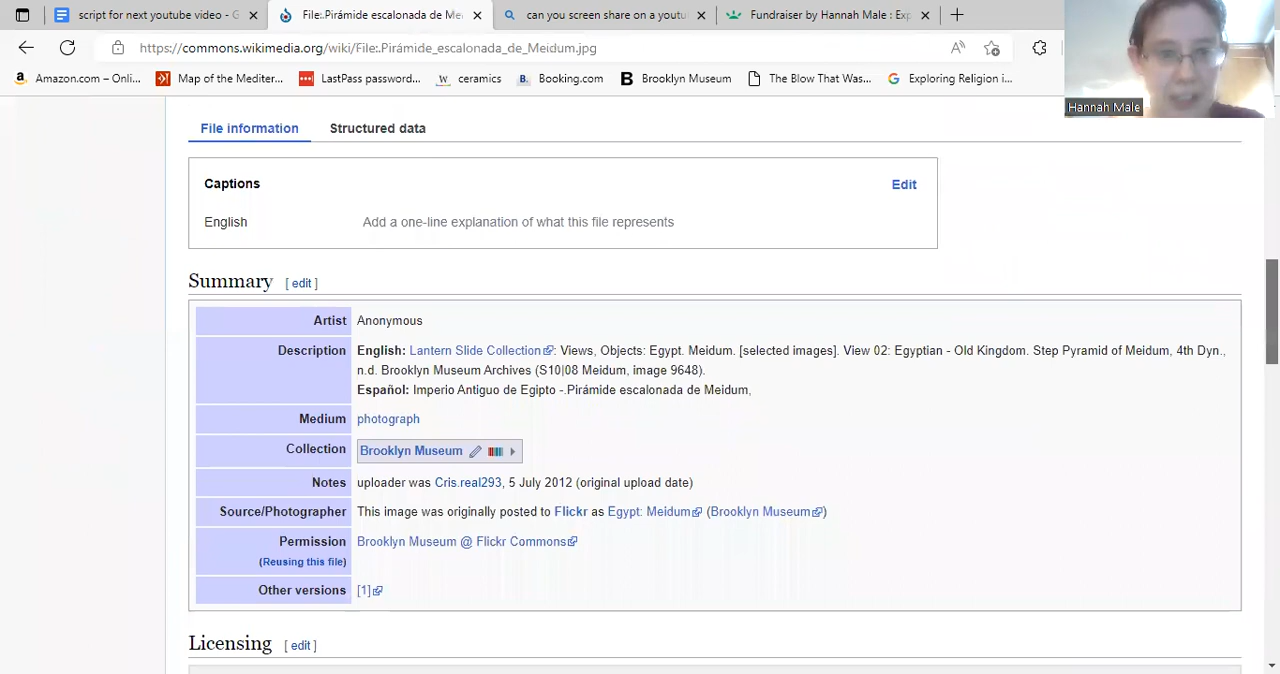 script for next youtube video - G
File:.Pirámide escalonada de Me
can you screen share on a youtu
Fundraiser by Hannah Male : Exp
https://commons.wikimedia.org/wiki/File:.Pirámide_escalonada_de_Meidum.jpg
Amazon.com – Onli...
Map of the Mediter...
LastPass password...
ceramics
Booking.com
Brooklyn Museum
The Blow That Was...
Exploring Religion i...
Hannah Male
File information
Structured data
Captions
Edit
English
Add a one-line explanation of what this file represents
Summary [ edit ]
Artist Anonymous
Description English: Lantern Slide Collection: Views, Objects: Egypt. Meidum. [selected images]. View 02: Egyptian - Old Kingdom. Step Pyramid of Meidum, 4th Dyn.,
n.d. Brooklyn Museum Archives (S10|08 Meidum, image 9648).
Español: Imperio Antiguo de Egipto -.Pirámide escalonada de Meidum,
Medium photograph
Collection Brooklyn Museum
Notes uploader was Cris.real293, 5 July 2012 (original upload date)
Source/Photographer This image was originally posted to Flickr as Egypt: Meidum (Brooklyn Museum)
Permission Brooklyn Museum @ Flickr Commons
(Reusing this file)
Other versions [1]
Licensing [ edit ]